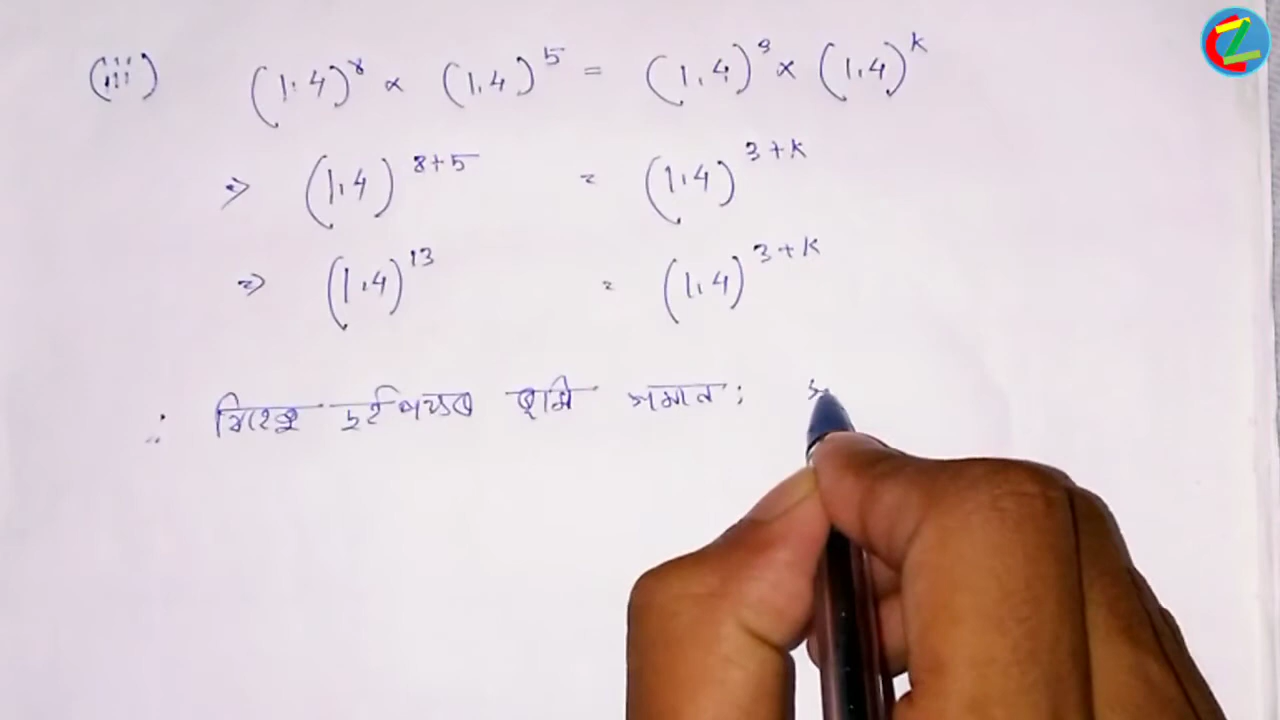 (iii) (1.4)^8 × (1.4)^5 = (1.4)^3 × (1.4)^k
⇒ (1.4)^8+5 = (1.4)^3+k
⇒ (1.4)^13 = (1.4)^3+k
∴ যিহেতু দুইপক্ষৰ ভূমি সমান;